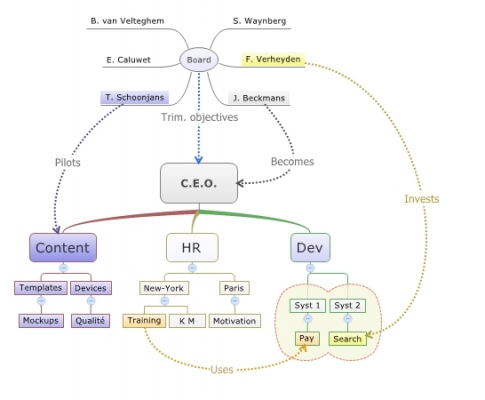 B. van Velteghem
S. Waynberg
E. Caluwet
Board
F. Verheyden
T. Schoonjans
J. Beckmans
Trim. objectives
Pilots
Becomes
C.E.O.
Invests
Content
HR
Dev
Templates
Devices
New-York
Paris
Syst 1
Syst 2
Mockups
Qualité
Training
K M
Motivation
Pay
Search
Uses